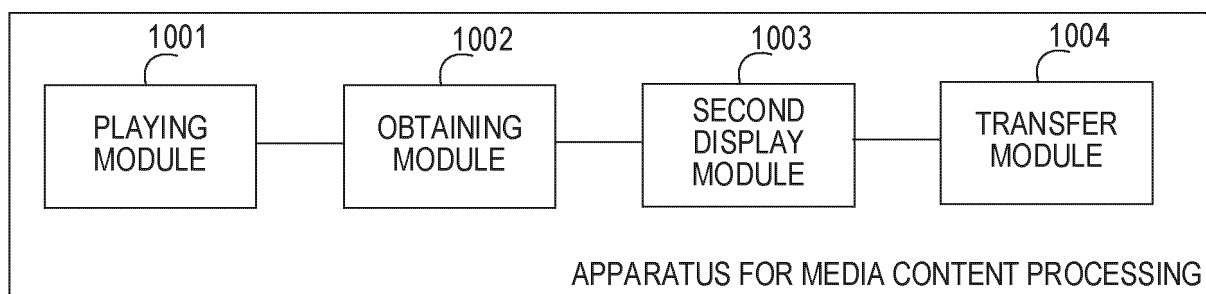 1001
1002
1003
1004
PLAYING
MODULE
OBTAINING
MODULE
SECOND
DISPLAY
MODULE
TRANSFER
MODULE
APPARATUS FOR MEDIA CONTENT PROCESSING